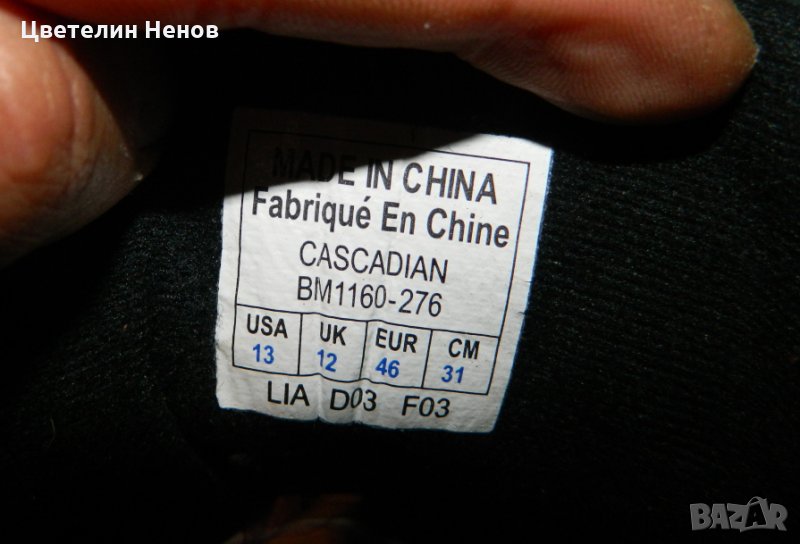 Цветелин Ненов
MADE IN CHINA
Fabriqué En Chine
CASCADIAN
BM1160-276
USA UK EUR CM
13 12 46 31
LIA D03 F03
BAZAR